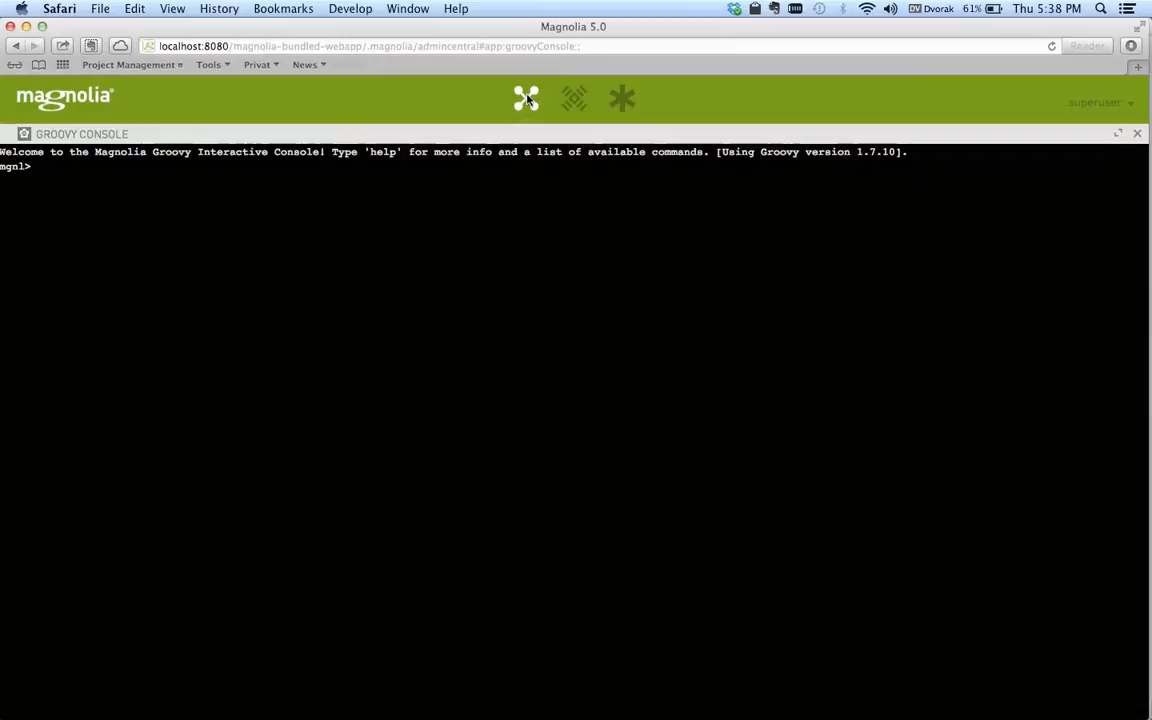 Safari File Edit View History Bookmarks Develop Window Help DV Dvorak 61% Thu 5:38 PM
Magnolia 5.0
localhost:8080/magnolia-bundled-webapp/.magnolia/admincentral#app:groovyConsole:; Reader
Project Management Tools Privat News
magnolia® superuser
GROOVY CONSOLE
Welcome to the Magnolia Groovy Interactive Console! Type 'help' for more info and a list of available commands. [Using Groovy version 1.7.10].
mgnl>